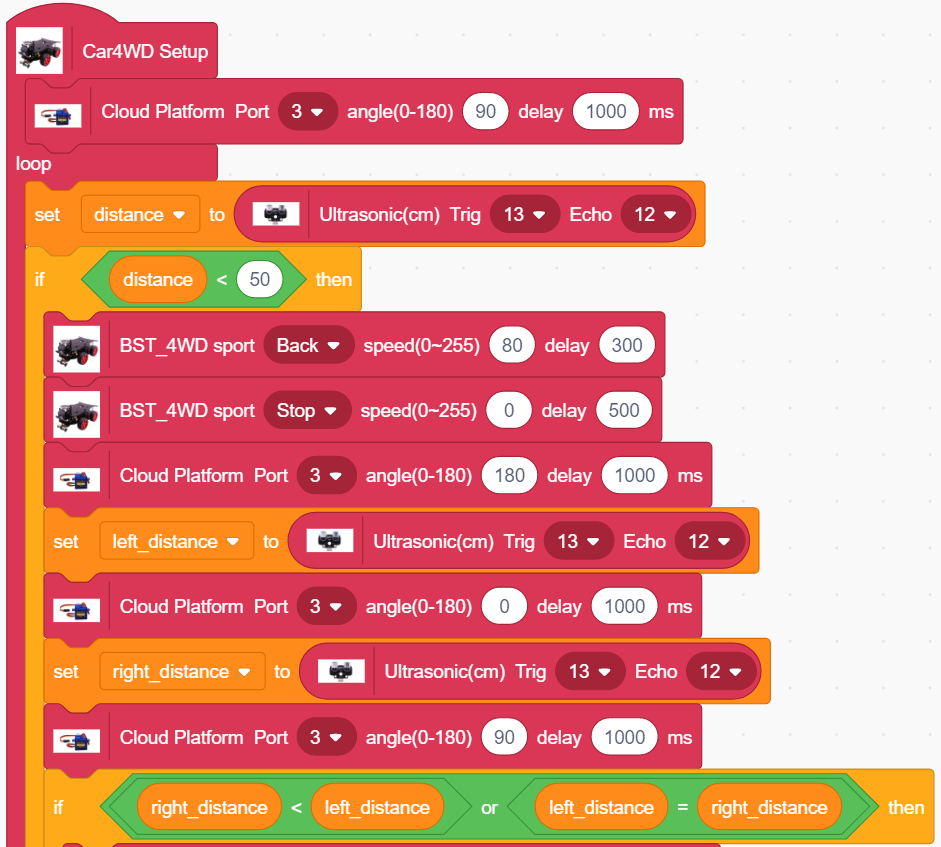 Car4WD Setup
Cloud Platform Port 3 angle(0-180) 90 delay 1000 ms
loop
set distance to Ultrasonic(cm) Trig 13 Echo 12
if distance < 50 then
BST_4WD sport Back speed(0~255) 80 delay 300
BST_4WD sport Stop speed(0~255) 0 delay 500
Cloud Platform Port 3 angle(0-180) 180 delay 1000 ms
set left_distance to Ultrasonic(cm) Trig 13 Echo 12
Cloud Platform Port 3 angle(0-180) 0 delay 1000 ms
set right_distance to Ultrasonic(cm) Trig 13 Echo 12
Cloud Platform Port 3 angle(0-180) 90 delay 1000 ms
if right_distance < left_distance or left_distance = right_distance then